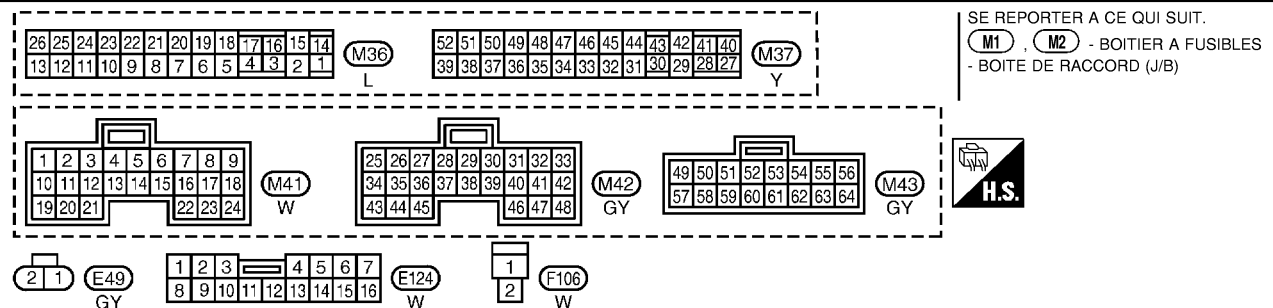 SE REPORTER A CE QUI SUIT.
M1 , M2 - BOITIER A FUSIBLES
- BOITE DE RACCORD (J/B)
26 25 24 23 22 21 20 19 18 17 16 15 14
13 12 11 10 9 8 7 6 5 4 3 2 1
M36
L
52 51 50 49 48 47 46 45 44 43 42 41 40
39 38 37 36 35 34 33 32 31 30 29 28 27
M37
Y
1 2 3 4 5 6 7 8 9
10 11 12 13 14 15 16 17 18
19 20 21 22 23 24
M41
W
25 26 27 28 29 30 31 32 33
34 35 36 37 38 39 40 41 42
43 44 45 46 47 48
M42
GY
49 50 51 52 53 54 55 56
57 58 59 60 61 62 63 64
M43
GY
H.S.
2 1
E49
GY
1 2 3 4 5 6 7
8 9 10 11 12 13 14 15 16
E124
W
1
2
F106
W